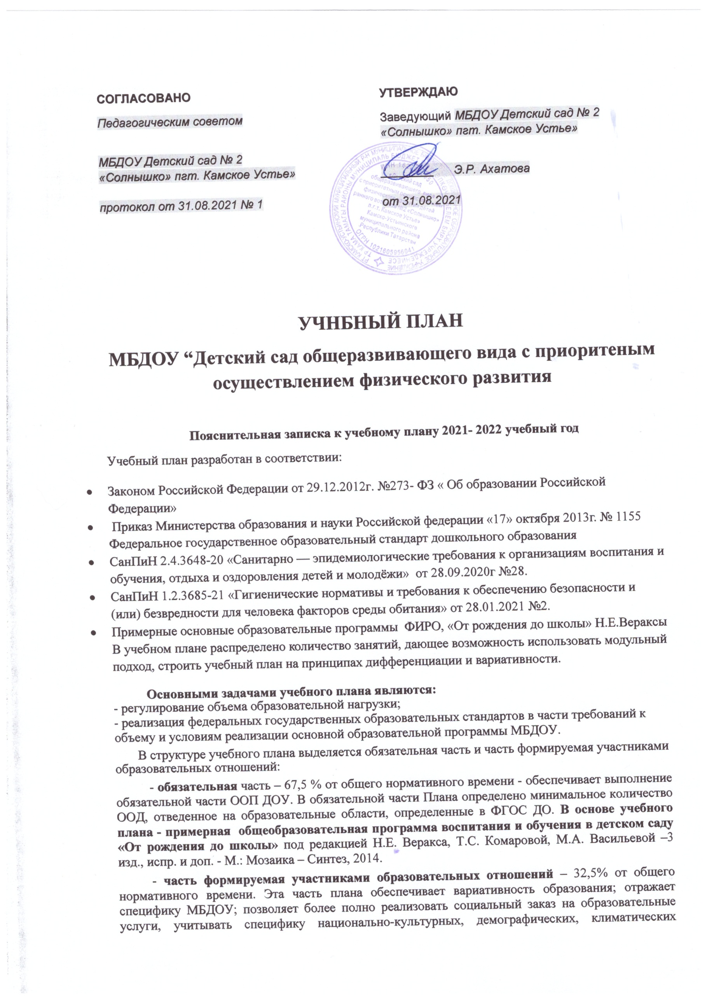 СОГЛАСОВАНО
Педагогическим советом
МБДОУ Детский сад № 2
«Солнышко» пгт. Камское Устье»
протокол от 31.08.2021 № 1
УТВЕРЖДАЮ
Заведующий МБДОУ Детский сад № 2
«Солнышко» пгт. Камское Устье»
Э.Р. Ахатова
от 31.08.2021
п.г.т. Камское Устье»
Камско-Устьинского
муниципального района
Республики Татарстан
ОГРН 1021605956041
УЧНБНЫЙ ПЛАН
МБДОУ “Детский сад общеразвивающего вида с приоритеным
осуществлением физического развития
Пояснительная записка к учебному плану 2021- 2022 учебный год
Учебный план разработан в соответствии:
• Законом Российской Федерации от 29.12.2012г. №273- ФЗ « Об образовании Российской
Федерации»
• Приказ Министерства образования и науки Российской федерации «17» октября 2013г. № 1155
Федеральное государственное образовательный стандарт дошкольного образования
• СанПиН 2.4.3648-20 «Санитарно — эпидемиологические требования к организациям воспитания и
обучения, отдыха и оздоровления детей и молодёжи» от 28.09.2020г №28.
• СанПиН 1.2.3685-21 «Гигиенические нормативы и требования к обеспечению безопасности и
(или) безвредности для человека факторов среды обитания» от 28.01.2021 №2.
• Примерные основные образовательные программы ФИРО, «От рождения до школы» Н.Е.Вераксы
В учебном плане распределено количество занятий, дающее возможность использовать модульный
подход, строить учебный план на принципах дифференциации и вариативности.
Основными задачами учебного плана являются:
- регулирование объема образовательной нагрузки;
- реализация федеральных государственных образовательных стандартов в части требований к
объему и условиям реализации основной образовательной программы МБДОУ.
В структуре учебного плана выделяется обязательная часть и часть формируемая участниками
образовательных отношений:
- обязательная часть – 67,5 % от общего нормативного времени - обеспечивает выполнение
обязательной части ООП ДОУ. В обязательной части Плана определено минимальное количество
ООД, отведенное на образовательные области, определенные в ФГОС ДО. В основе учебного
плана - примерная общеобразовательная программа воспитания и обучения в детском саду
«От рождения до школы» под редакцией Н.Е. Веракса, Т.С. Комаровой, М.А. Васильевой –3
изд., испр. и доп. - М.: Мозаика – Синтез, 2014.
- часть формируемая участниками образовательных отношений – 32,5% от общего
нормативного времени. Эта часть плана обеспечивает вариативность образования; отражает
специфику МБДОУ; позволяет более полно реализовать социальный заказ на образовательные
услуги, учитывать специфику национально-культурных, демографических, климатических